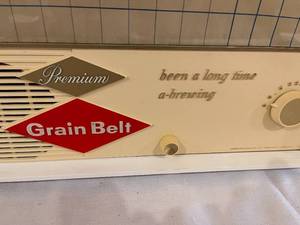 Premium
Grain Belt
been a long time
a-brewing